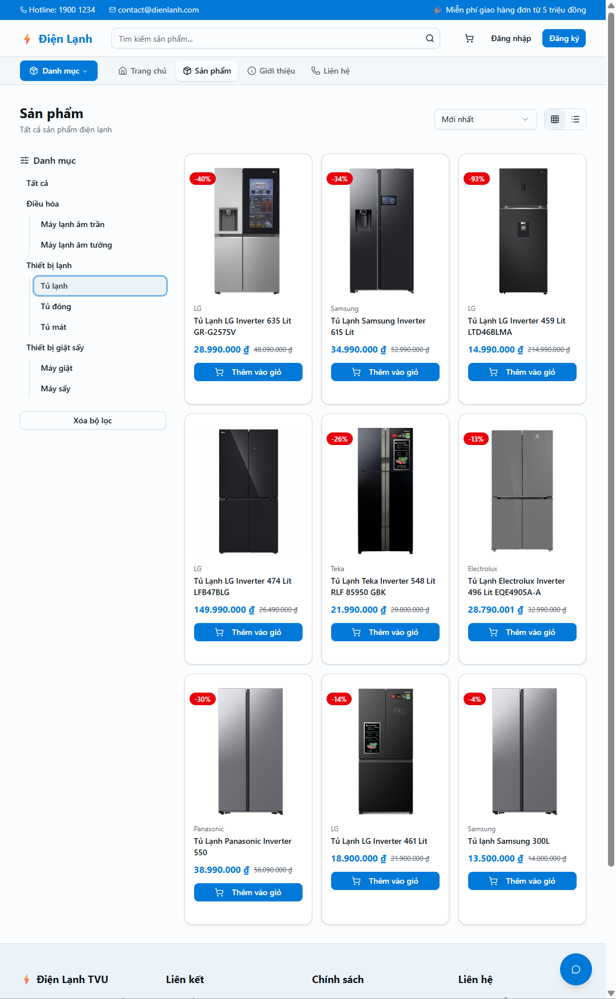 Hotline: 1900 1234
contact@dienlanh.com
🎉 Miễn phí giao hàng đơn từ 5 triệu đồng
Điện Lạnh
Tìm kiếm sản phẩm...
Đăng nhập
Đăng ký
Danh mục
Trang chủ
Sản phẩm
Giới thiệu
Liên hệ
Sản phẩm
Tất cả sản phẩm điện lạnh
Mới nhất
Danh mục
Tất cả
Điều hòa
Máy lạnh âm trần
Máy lạnh âm tường
Thiết bị lạnh
Tủ lạnh
Tủ đông
Tủ mát
Thiết bị giặt sấy
Máy giặt
Máy sấy
Xóa bộ lọc
-40%
LG
Tủ Lạnh LG Inverter 635 Lít
GR-G257SV
28.990.000 ₫ 48.090.000 ₫
Thêm vào giỏ
-34%
Samsung
Tủ Lạnh Samsung Inverter
615 Lít
34.990.000 ₫ 52.990.000 ₫
Thêm vào giỏ
-93%
LG
Tủ Lạnh LG Inverter 459 Lít
LTD46BLMA
14.990.000 ₫ 214.990.000 ₫
Thêm vào giỏ
LG
Tủ Lạnh LG Inverter 474 Lít
LFB47BLG
149.990.000 ₫ 26.490.000 ₫
Thêm vào giỏ
-26%
Teka
Tủ Lạnh Teka Inverter 548 Lít
RLF 85950 GBK
21.990.000 ₫ 29.800.000 ₫
Thêm vào giỏ
-13%
Electrolux
Tủ Lạnh Electrolux Inverter
496 Lít EQE4905A-A
28.790.001 ₫ 32.990.000 ₫
Thêm vào giỏ
-30%
Panasonic
Tủ Lạnh Panasonic Inverter
550
38.990.000 ₫ 56.090.000 ₫
Thêm vào giỏ
-14%
LG
Tủ Lạnh LG Inverter 461 Lít
18.900.000 ₫ 21.900.000 ₫
Thêm vào giỏ
-4%
Samsung
Tủ lạnh Samsung 300L
13.500.000 ₫ 14.000.000 ₫
Thêm vào giỏ
Điện Lạnh TVU
Liên kết
Chính sách
Liên hệ